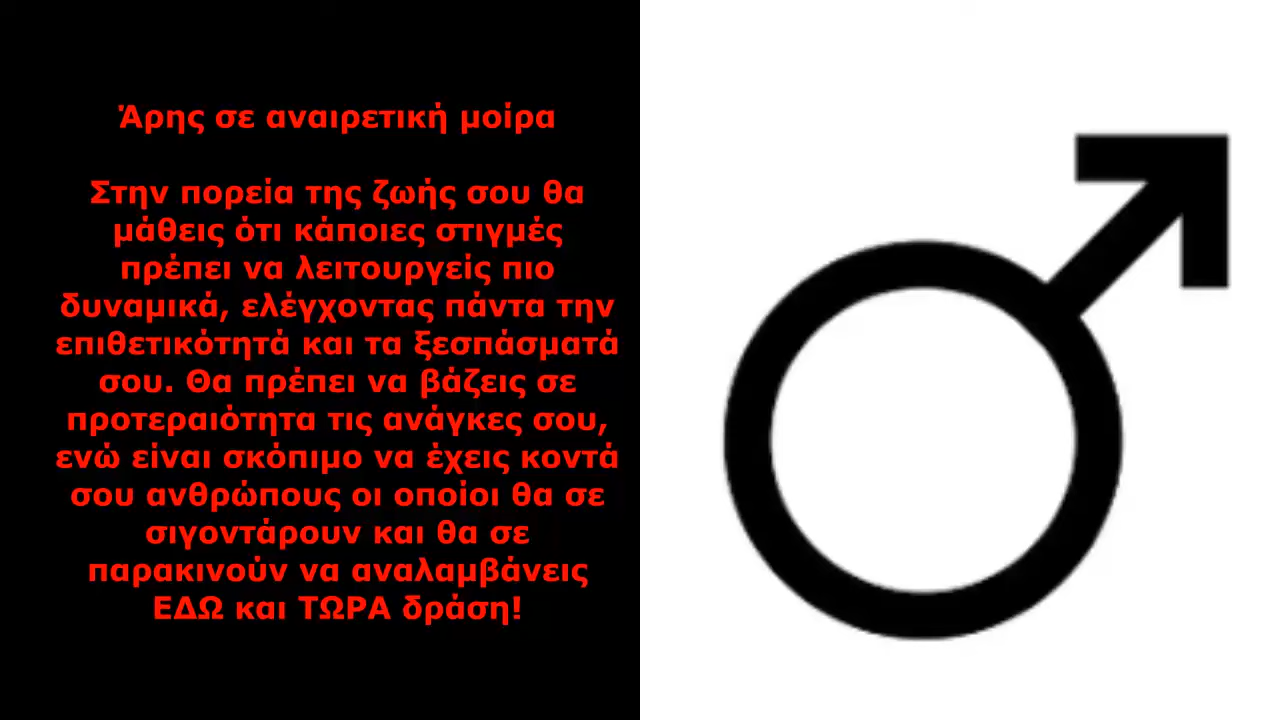 Άρης σε αναιρετική μοίρα
Στην πορεία της ζωής σου θα
μάθεις ότι κάποιες στιγμές
πρέπει να λειτουργείς πιο
δυναμικά, ελέγχοντας πάντα την
επιθετικότητά και τα ξεσπάσματά
σου. Θα πρέπει να βάζεις σε
προτεραιότητα τις ανάγκες σου,
ενώ είναι σκόπιμο να έχεις κοντά
σου ανθρώπους οι οποίοι θα σε
σιγοντάρουν και θα σε
παρακινούν να αναλαμβάνεις
ΕΔΩ και ΤΩΡΑ δράση!